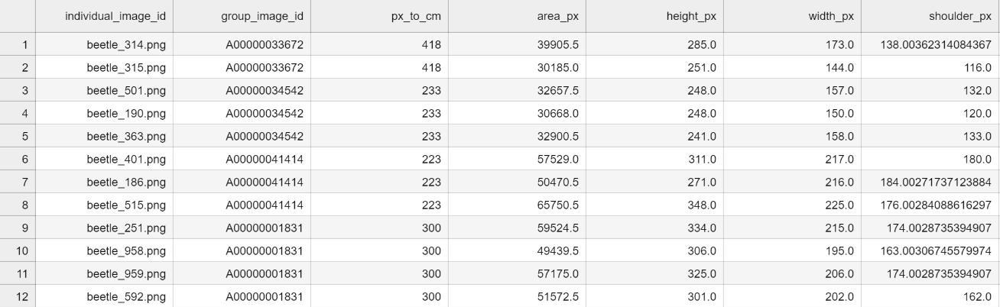 individual_image_id group_image_id px_to_cm area_px height_px width_px shoulder_px
1 beetle_314.png A00000033672 418 39905.5 285.0 173.0 138.00362314084367
2 beetle_315.png A00000033672 418 30185.0 251.0 144.0 116.0
3 beetle_501.png A00000034542 233 32657.5 248.0 157.0 132.0
4 beetle_190.png A00000034542 233 30668.0 248.0 150.0 120.0
5 beetle_363.png A00000034542 233 32900.5 241.0 158.0 133.0
6 beetle_401.png A00000041414 223 57529.0 311.0 217.0 180.0
7 beetle_186.png A00000041414 223 50470.5 271.0 216.0 184.00271737123884
8 beetle_515.png A00000041414 223 65750.5 348.0 225.0 176.00284088616297
9 beetle_251.png A00000001831 300 59524.5 334.0 215.0 174.0028735394907
10 beetle_958.png A00000001831 300 49439.5 306.0 195.0 163.00306745579974
11 beetle_959.png A00000001831 300 57175.0 325.0 206.0 174.0028735394907
12 beetle_592.png A00000001831 300 51572.5 301.0 202.0 162.0